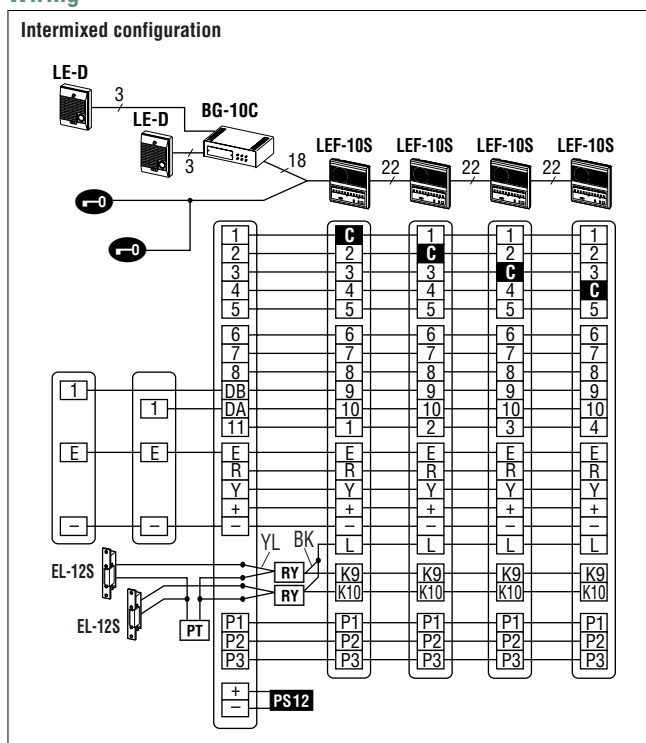 Wiring
Intermixed configuration
LE-D
3
LE-D
3
BG-10C
18
LEF-10S 22 LEF-10S 22 LEF-10S 22 LEF-10S
1 C 1 1 1
2 2 C 2 2
3 3 3 C 3
4 4 4 4 C
5 5 5 5 5
6 6 6 6 6
7 7 7 7 7
8 8 8 8 8
1 DB 9 9 9 9
1 DA 10 10 10 10
11 1 2 3 4
E E E E E E E
R R R R R
Y Y Y Y Y
+ + + + +
– – – – – – –
YL BK L L L L
EL-12S RY K9 K9 K9 K9
RY K10 K10 K10 K10
EL-12S PT P1 P1 P1 P1 P1
P2 P2 P2 P2 P2
P3 P3 P3 P3 P3
+
– PS12